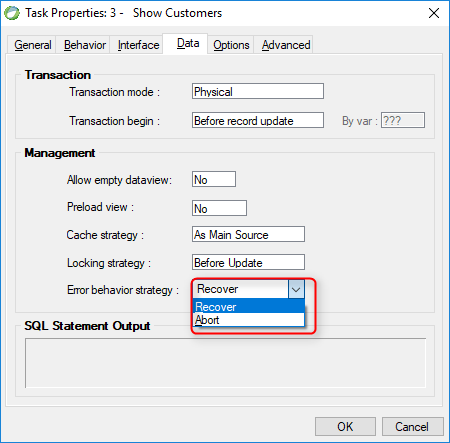 Task Properties: 3 - Show Customers
General Behavior Interface Data Options Advanced
Transaction
Transaction mode : Physical
Transaction begin : Before record update By var : ???
Management
Allow empty dataview: No
Preload view : No
Cache strategy : As Main Source
Locking strategy : Before Update
Error behavior strategy : Recover
Recover
Abort
SQL Statement Output
OK Cancel